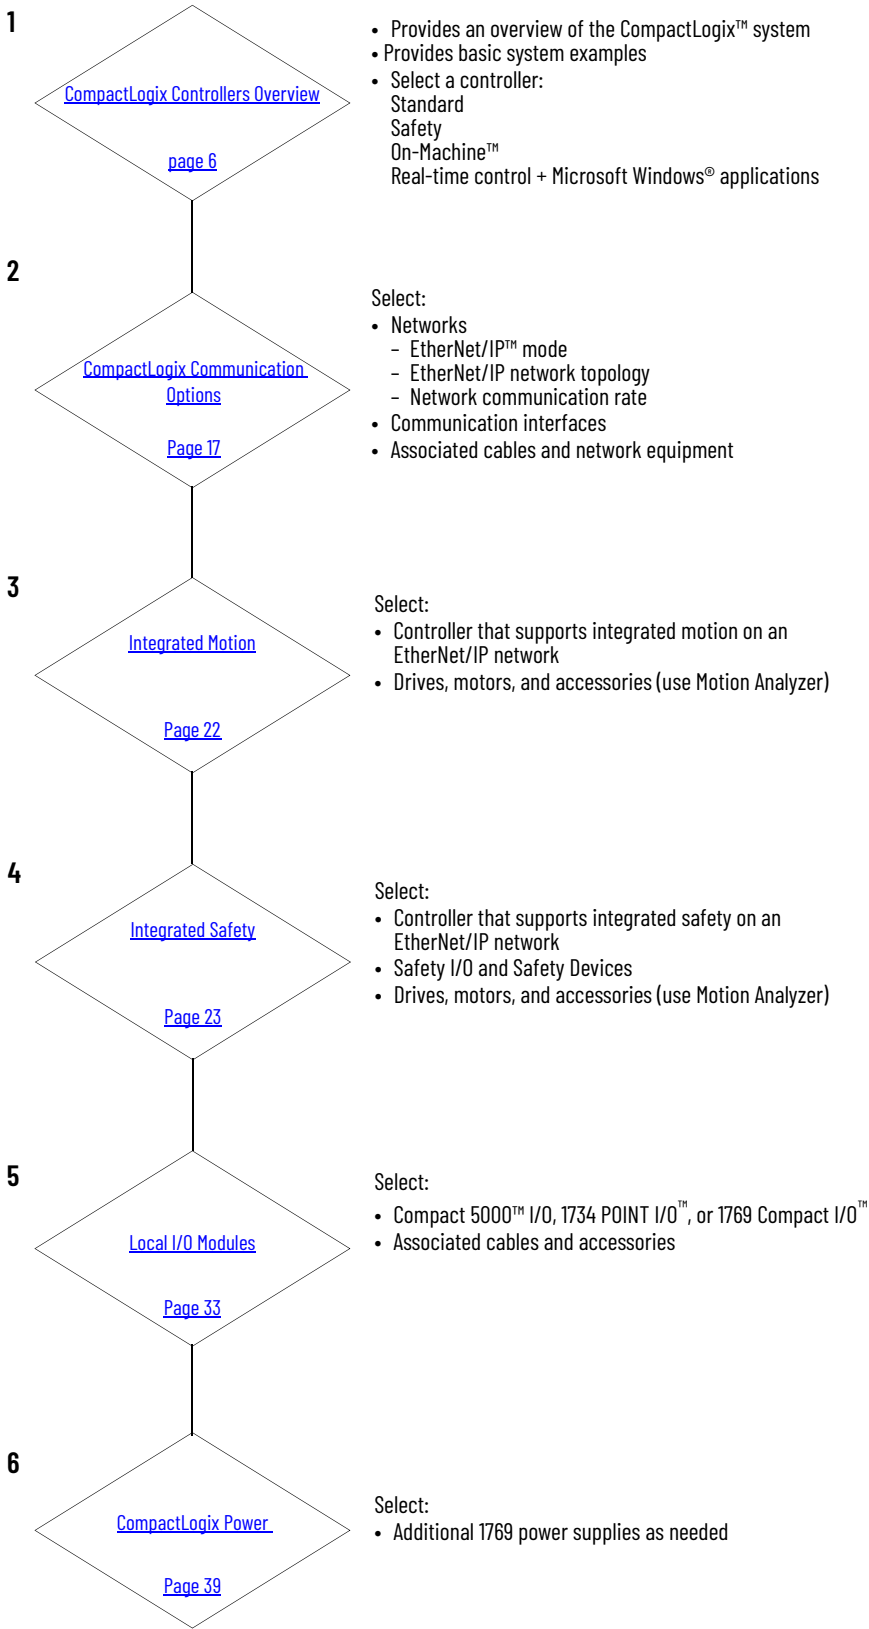 1
CompactLogix Controllers Overview
page 6
• Provides an overview of the CompactLogix™ system
• Provides basic system examples
• Select a controller:
Standard
Safety
On-Machine™
Real-time control + Microsoft Windows® applications
2
CompactLogix Communication
Options
Page 17
Select:
• Networks
– EtherNet/IP™ mode
– EtherNet/IP network topology
– Network communication rate
• Communication interfaces
• Associated cables and network equipment
3
Integrated Motion
Page 22
Select:
• Controller that supports integrated motion on an
EtherNet/IP network
• Drives, motors, and accessories (use Motion Analyzer)
4
Integrated Safety
Page 23
Select:
• Controller that supports integrated safety on an
EtherNet/IP network
• Safety I/O and Safety Devices
• Drives, motors, and accessories (use Motion Analyzer)
5
Local I/O Modules
Page 33
Select:
• Compact 5000™ I/O, 1734 POINT I/O™, or 1769 Compact I/O™
• Associated cables and accessories
6
CompactLogix Power
Page 39
Select:
• Additional 1769 power supplies as needed